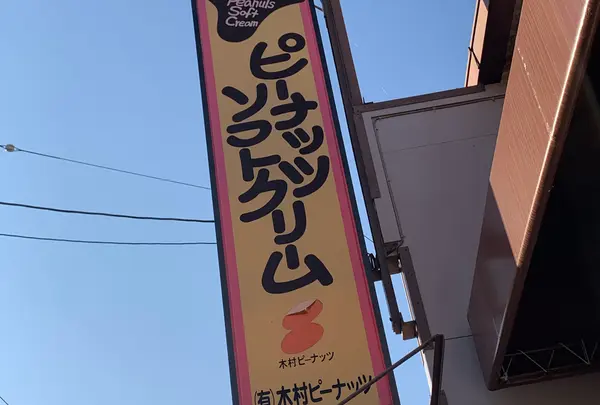 Peanuts
Soft
Cream
ピーナッツ
ソフトクリーム
木村ピーナッツ
(有)木村ピーナッツ